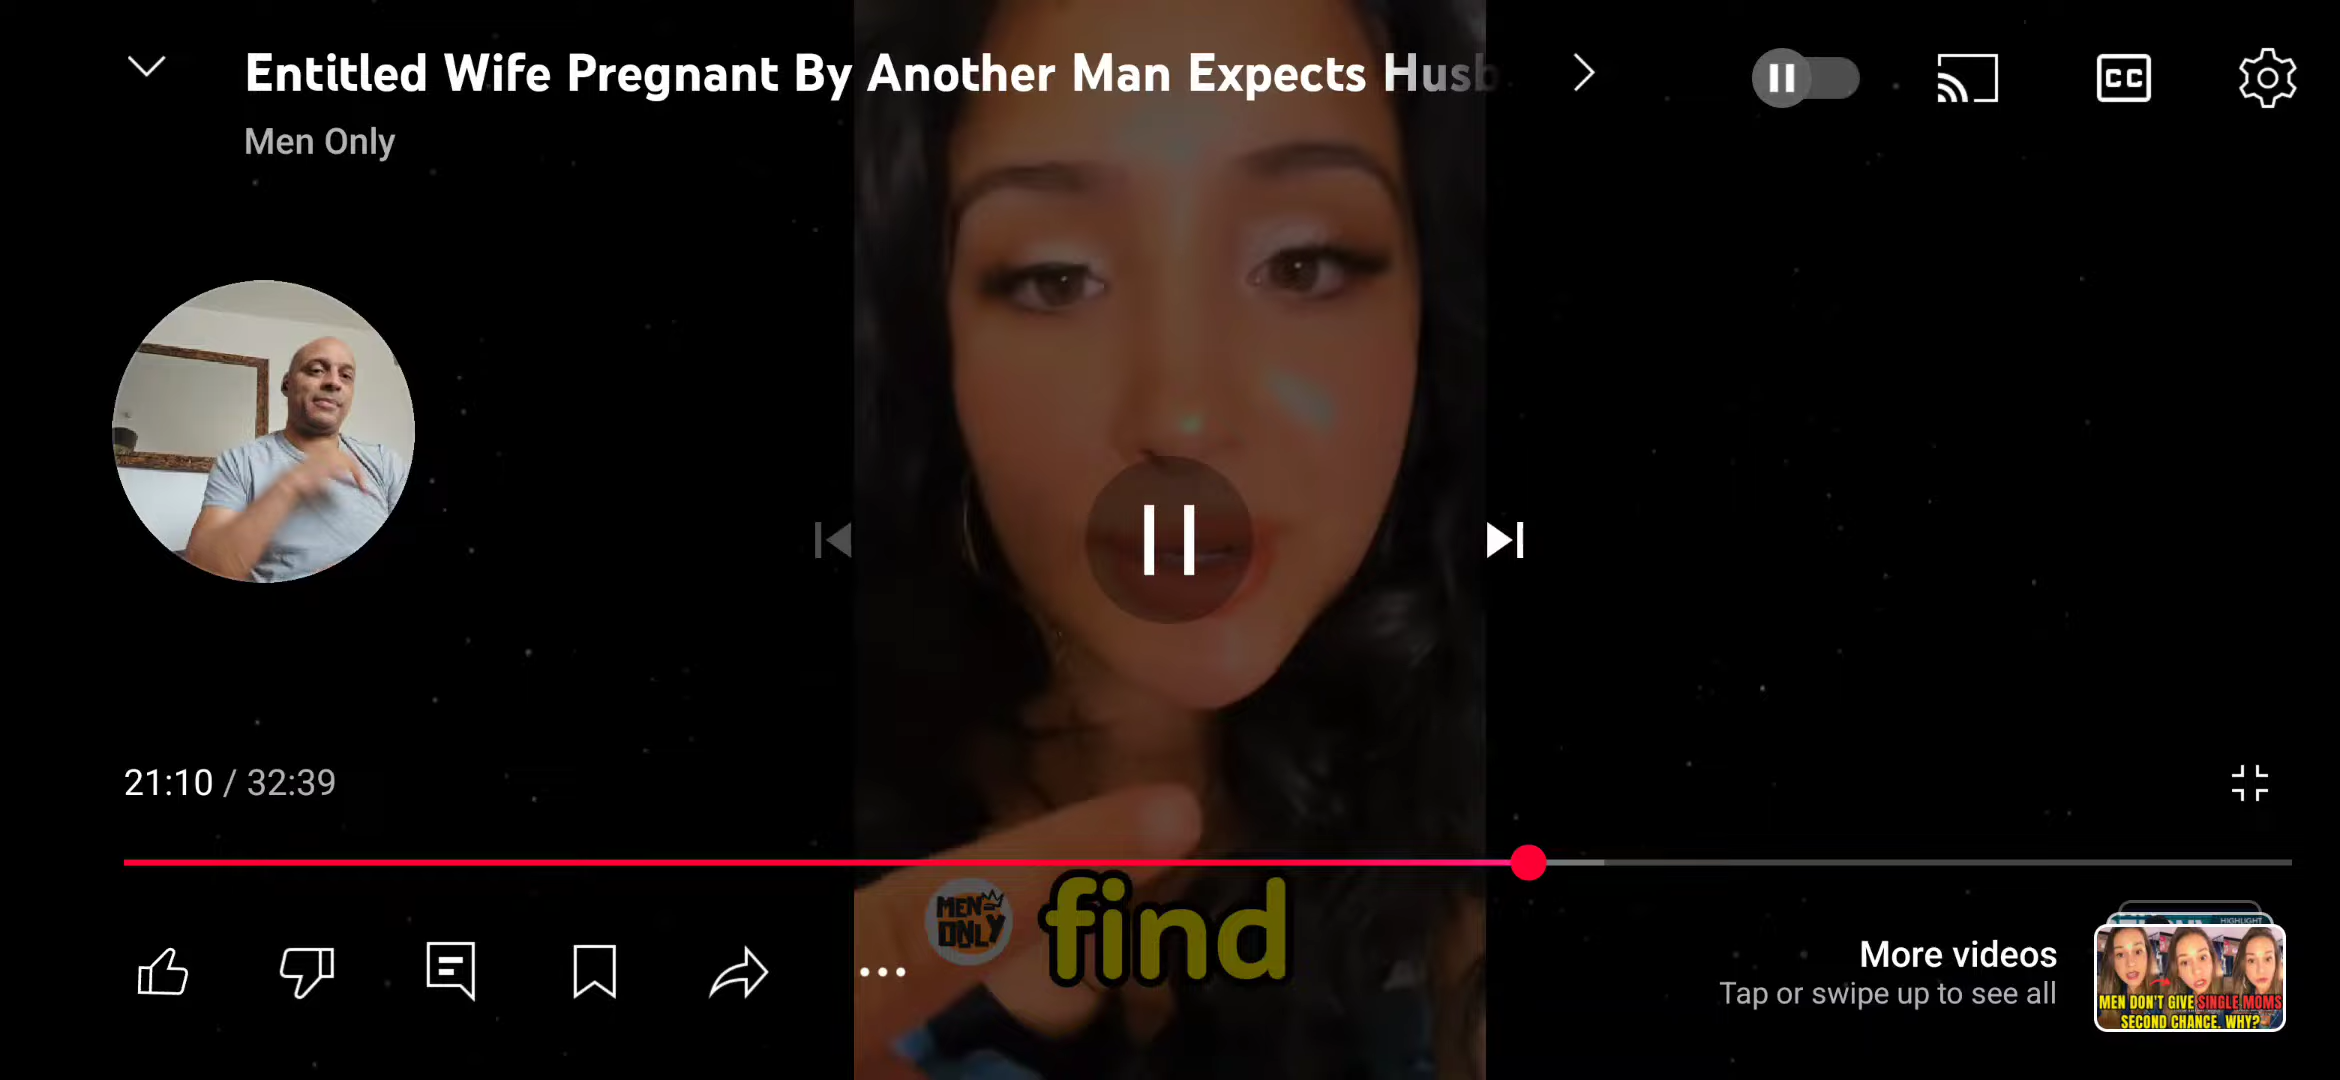 Entitled Wife Pregnant By Another Man Expects Husb
CC
Men Only
21:10 / 32:39
MEN
ONLY
find
More videos
Tap or swipe up to see all
HIGHLIGHT
MEN DON'T GIVE SINGLE MOMS
SECOND CHANCE. WHY?